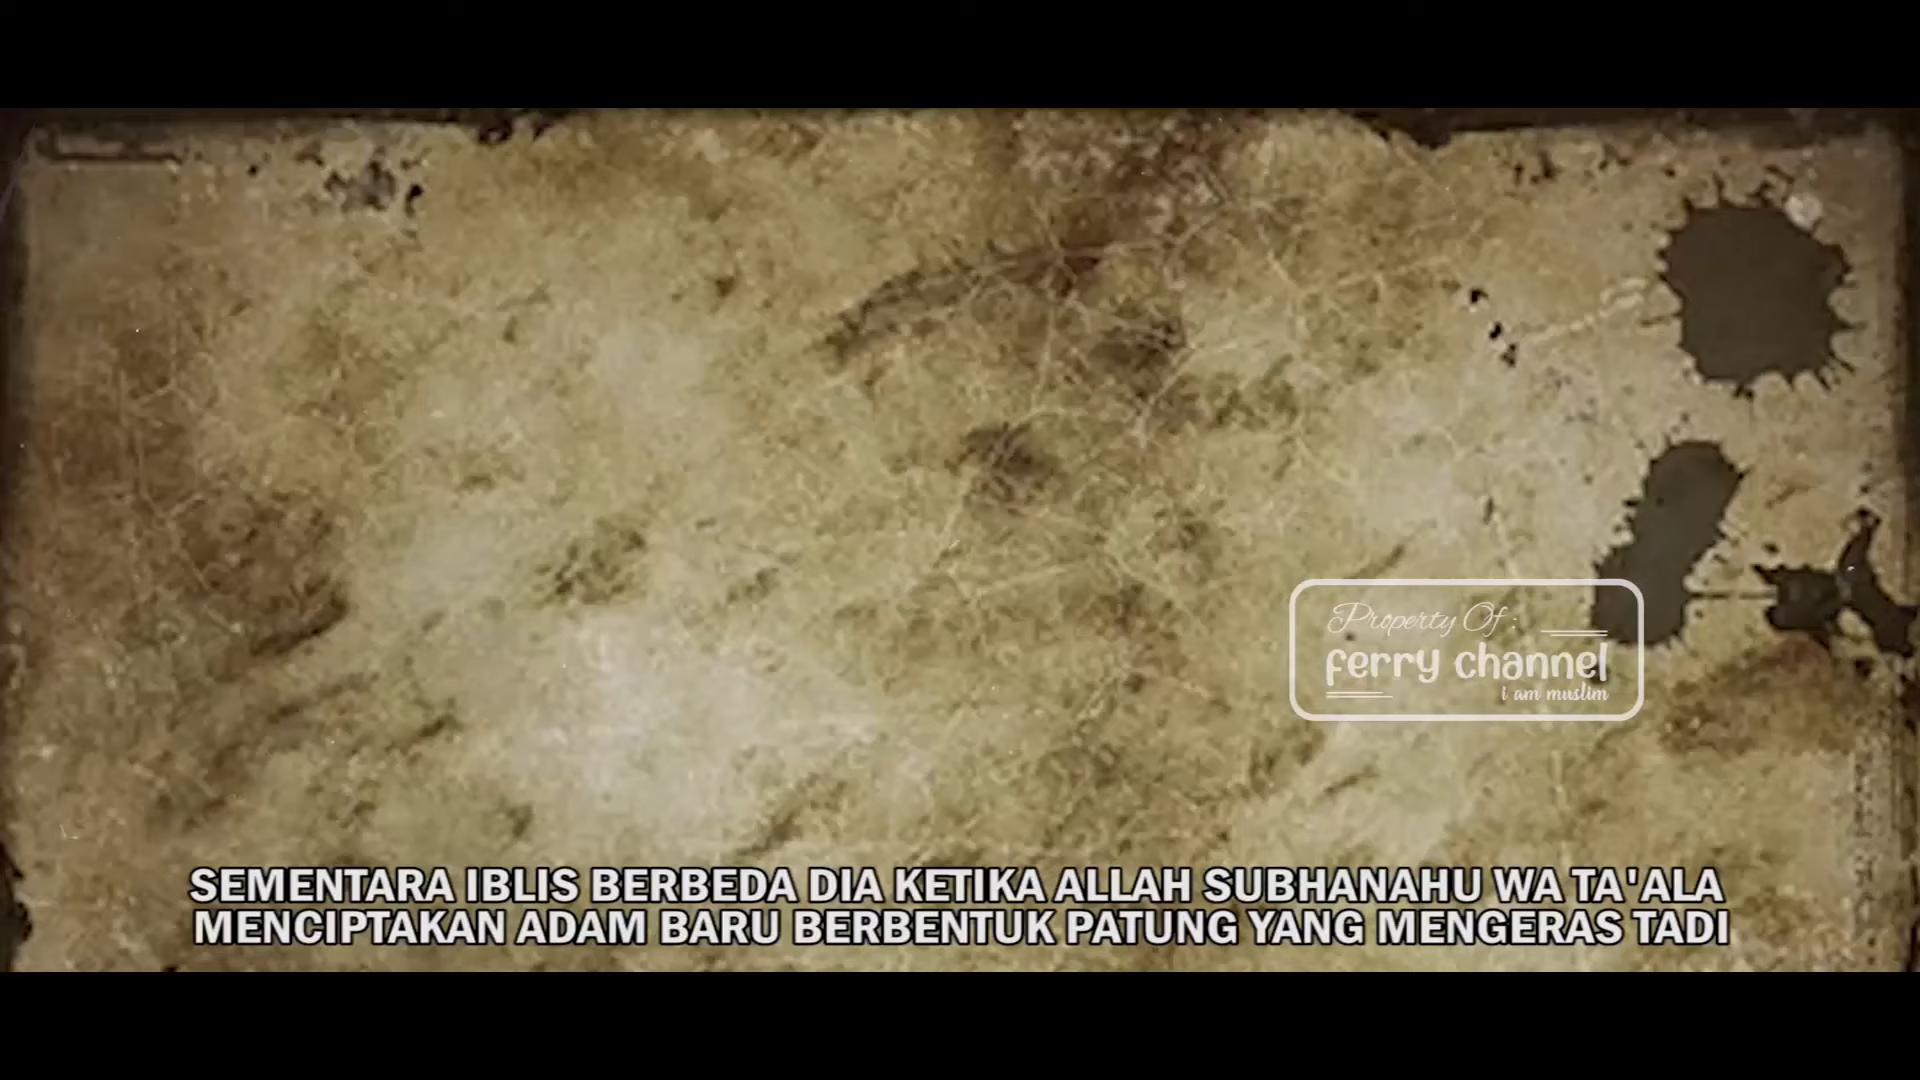 Property Of :
ferry channel
i am muslim
SEMENTARA IBLIS BERBEDA DIA KETIKA ALLAH SUBHANAHU WA TA'ALA
MENCIPTAKAN ADAM BARU BERBENTUK PATUNG YANG MENGERAS TADI